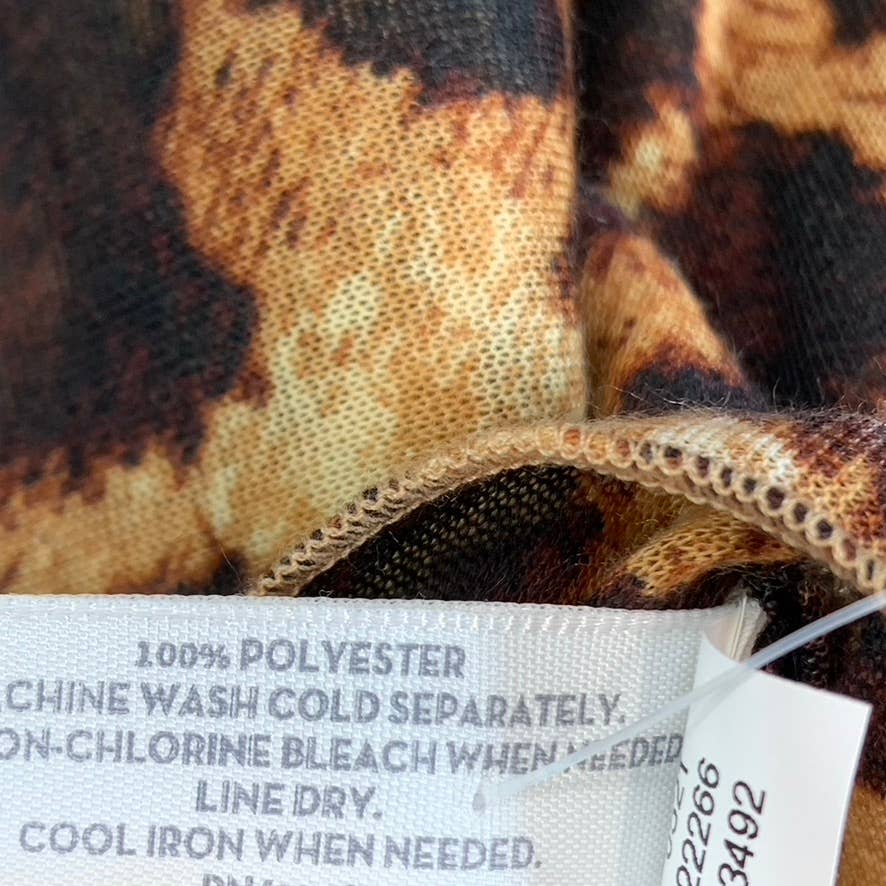 100% POLYESTER
CHINE WASH COLD SEPARATELY.
ON-CHLORINE BLEACH WHEN NEEDED
LINE DRY.
COOL IRON WHEN NEEDED.
22266
3492